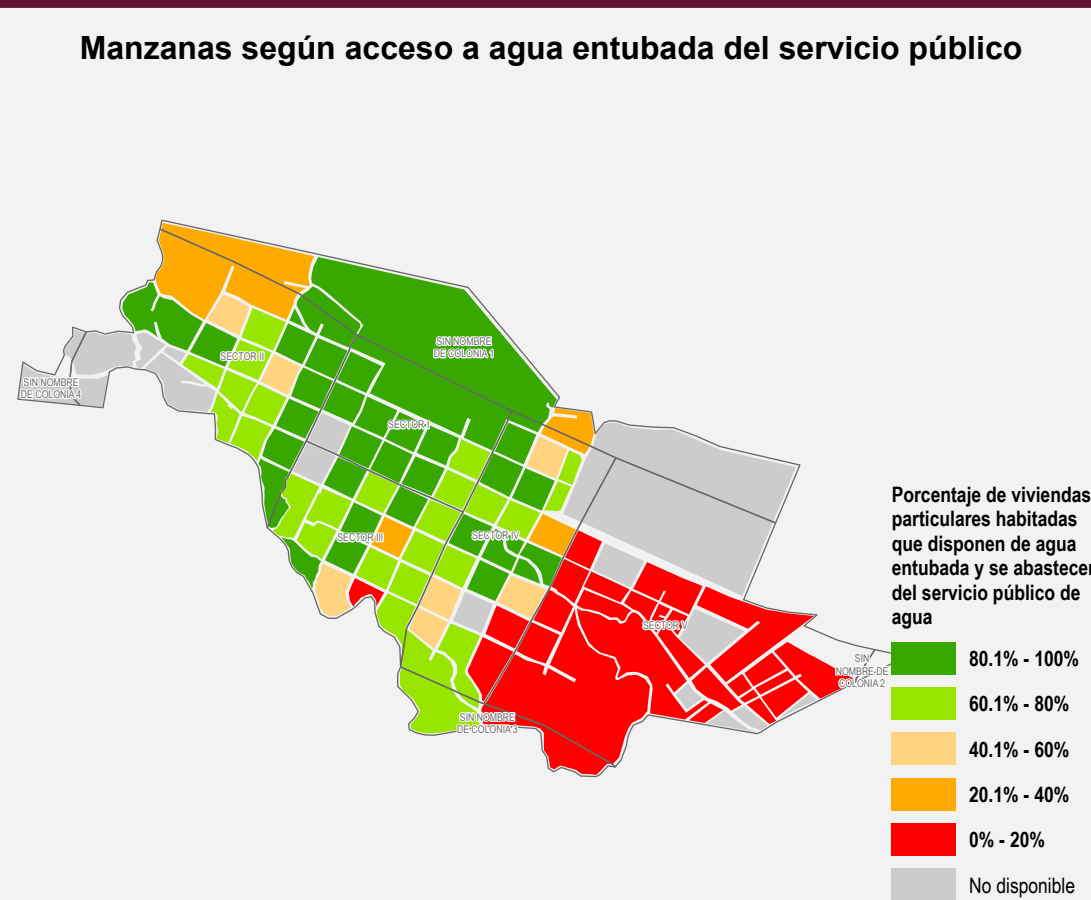 Manzanas según acceso a agua entubada del servicio público
SIN NOMBRE
DE COLONIA 1
SECTOR II
SIN NOMBRE
DE COLONIA 4
SECTOR I
SECTOR III
SECTOR IV
SECTOR V
SIN
NOMBRE DE
COLONIA 2
SIN NOMBRE
DE COLONIA 3
Porcentaje de viviendas
particulares habitadas
que disponen de agua
entubada y se abastecen
del servicio público de
agua
80.1% - 100%
60.1% - 80%
40.1% - 60%
20.1% - 40%
0% - 20%
No disponible